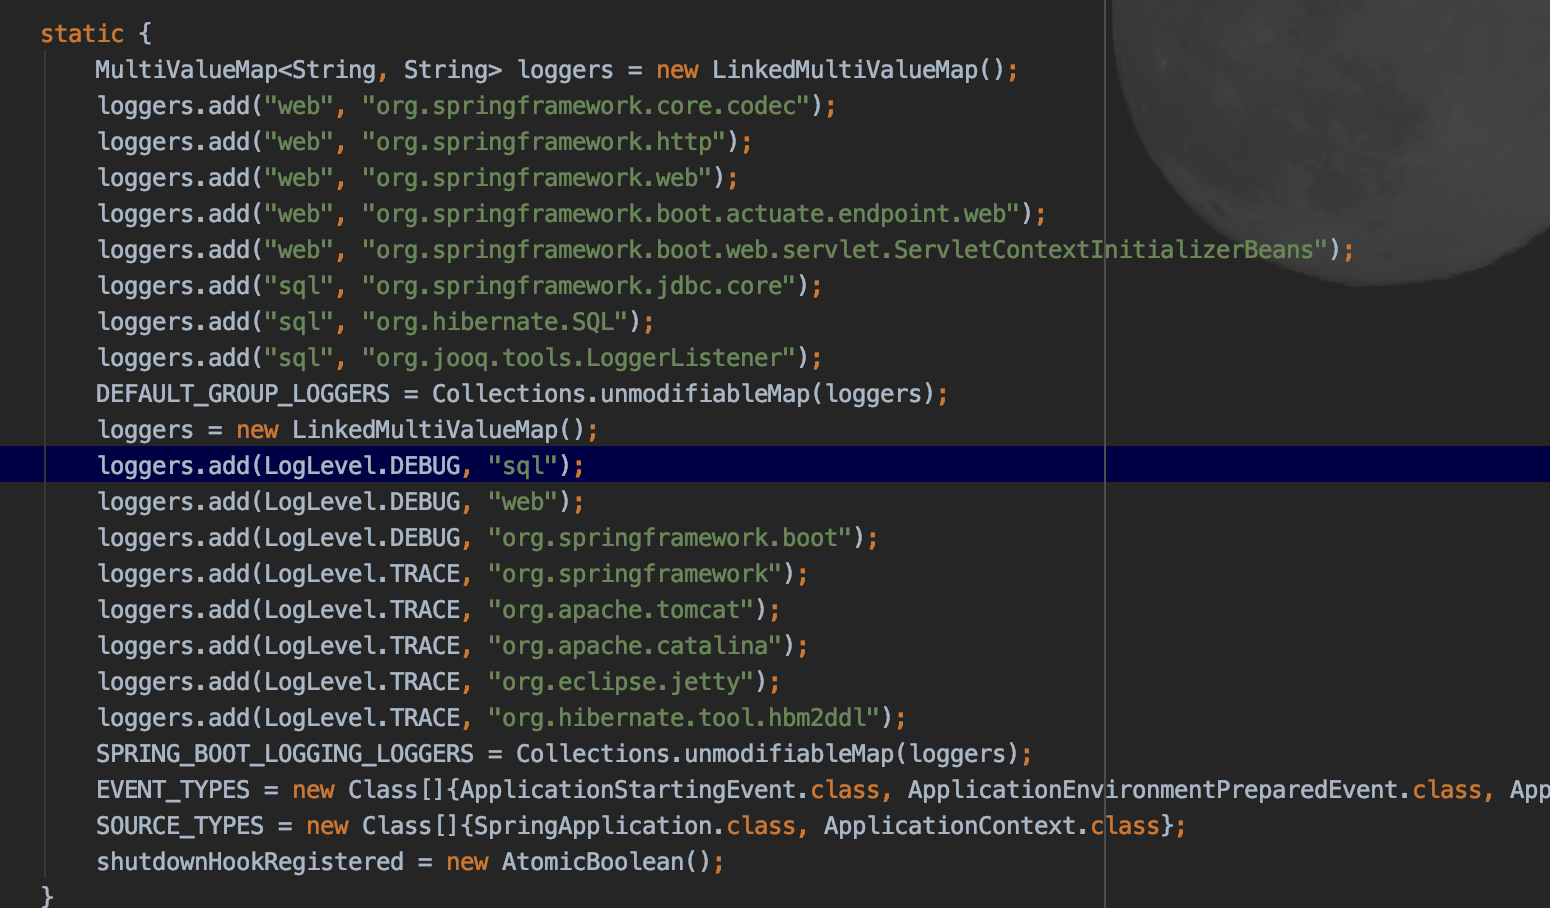 static {
MultiValueMap<String, String> loggers = new LinkedMultiValueMap();
loggers.add("web", "org.springframework.core.codec");
loggers.add("web", "org.springframework.http");
loggers.add("web", "org.springframework.web");
loggers.add("web", "org.springframework.boot.actuate.endpoint.web");
loggers.add("web", "org.springframework.boot.web.servlet.ServletContextInitializerBeans");
loggers.add("sql", "org.springframework.jdbc.core");
loggers.add("sql", "org.hibernate.SQL");
loggers.add("sql", "org.jooq.tools.LoggerListener");
DEFAULT_GROUP_LOGGERS = Collections.unmodifiableMap(loggers);
loggers = new LinkedMultiValueMap();
loggers.add(LogLevel.DEBUG, "sql");
loggers.add(LogLevel.DEBUG, "web");
loggers.add(LogLevel.DEBUG, "org.springframework.boot");
loggers.add(LogLevel.TRACE, "org.springframework");
loggers.add(LogLevel.TRACE, "org.apache.tomcat");
loggers.add(LogLevel.TRACE, "org.apache.catalina");
loggers.add(LogLevel.TRACE, "org.eclipse.jetty");
loggers.add(LogLevel.TRACE, "org.hibernate.tool.hbm2ddl");
SPRING_BOOT_LOGGING_LOGGERS = Collections.unmodifiableMap(loggers);
EVENT_TYPES = new Class[]{ApplicationStartingEvent.class, ApplicationEnvironmentPreparedEvent.class, App
SOURCE_TYPES = new Class[]{SpringApplication.class, ApplicationContext.class};
shutdownHookRegistered = new AtomicBoolean();
}